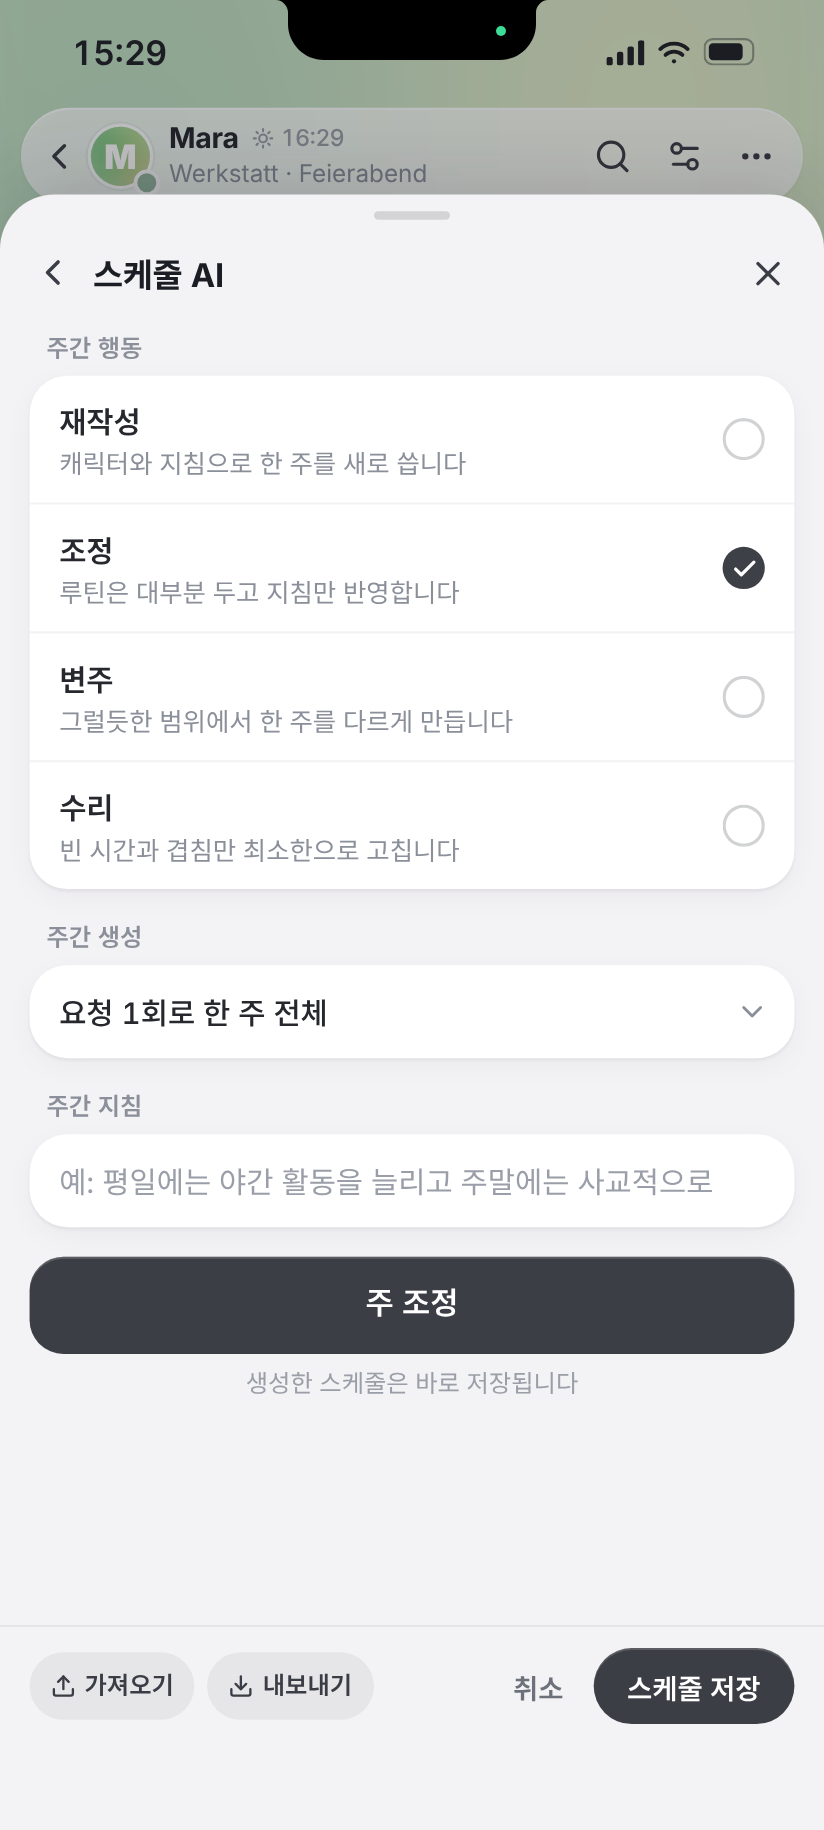 15:29
M
Mara 16:29
Werkstatt · Feierabend
스케줄 AI
주간 행동
재작성
캐릭터와 지침으로 한 주를 새로 씁니다
조정
루틴은 대부분 두고 지침만 반영합니다
변주
그럴듯한 범위에서 한 주를 다르게 만듭니다
수리
빈 시간과 겹침만 최소한으로 고칩니다
주간 생성
요청 1회로 한 주 전체
주간 지침
예: 평일에는 야간 활동을 늘리고 주말에는 사교적으로
주 조정
생성한 스케줄은 바로 저장됩니다
가져오기 내보내기 취소 스케줄 저장